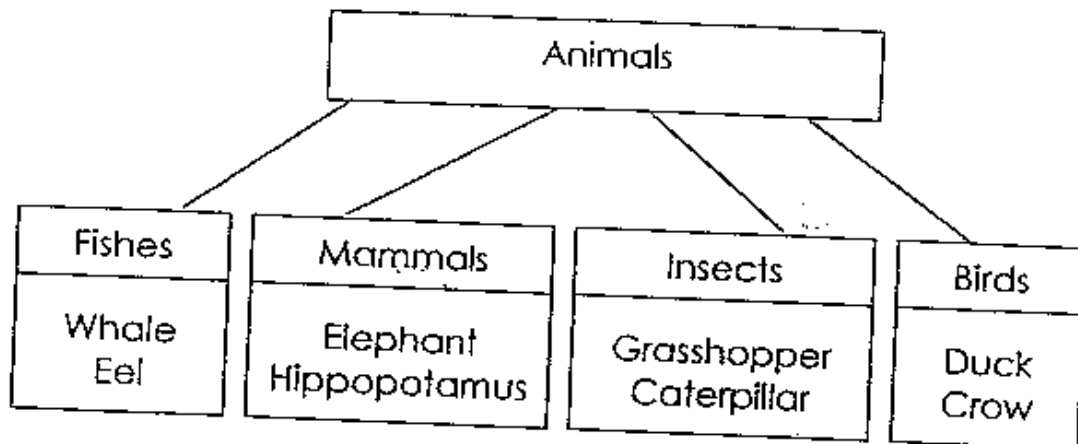 Animals
Fishes
Whale
Eel
Mammals
Elephant
Hippopotamus
Insects
Grasshopper
Caterpillar
Birds
Duck
Crow